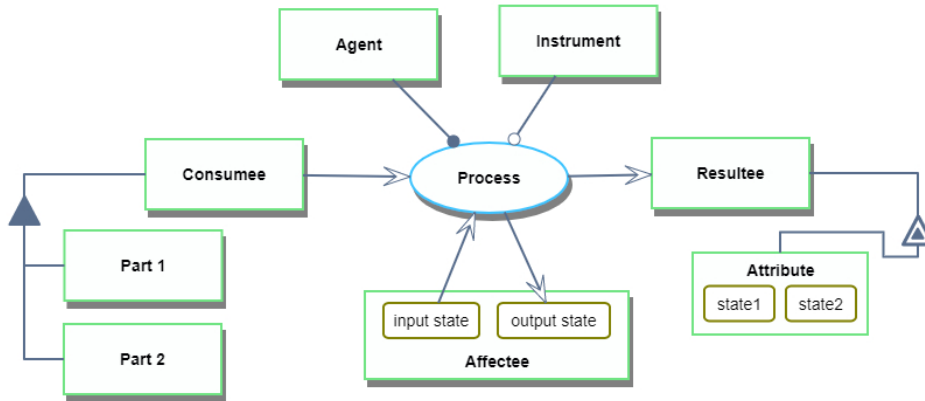 Agent
Instrument
Consumee
Process
Resultee
Part 1
Attribute
state1
state2
input state
output state
Part 2
Affectee